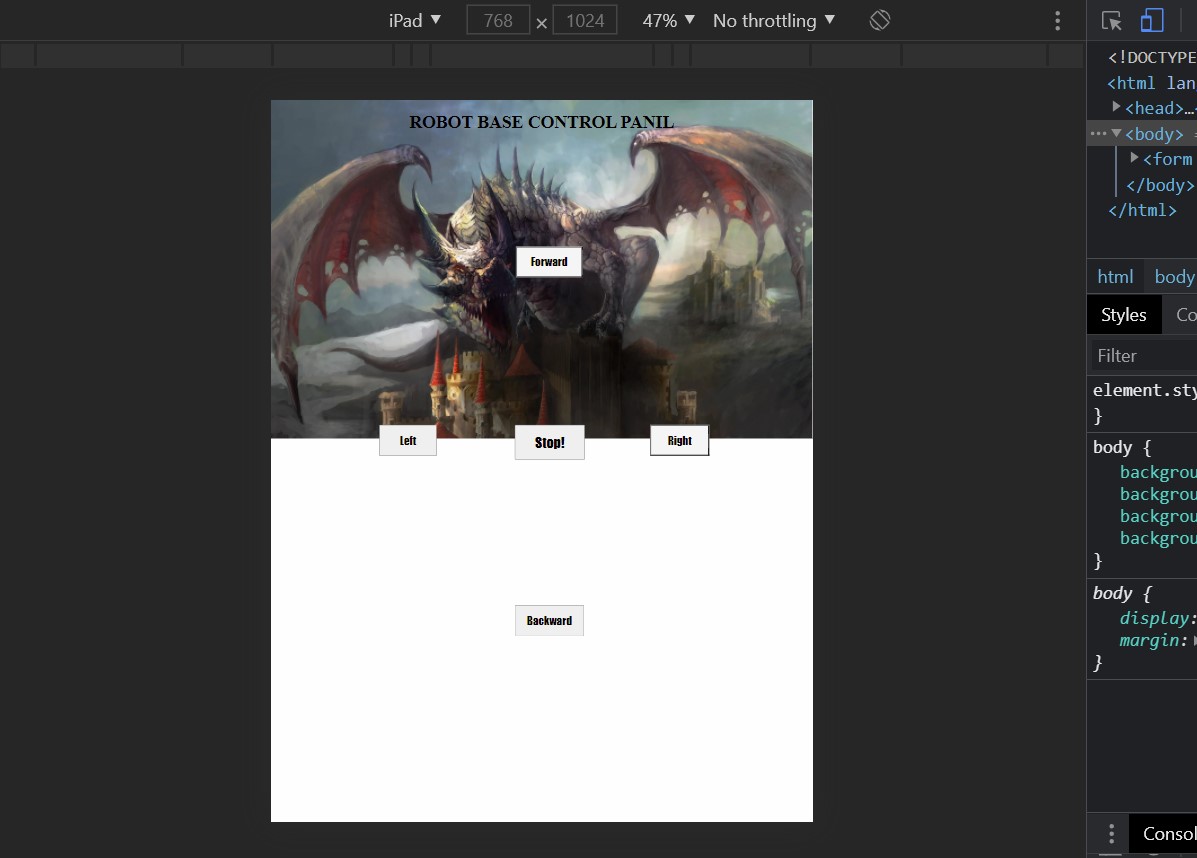 iPad ▼ 768 × 1024 47% ▼ No throttling ▼
<!DOCTYPE
<html lan
▶<head>…
▼<body> =
▶<form
</body>
</html>
html body
Styles Co
Filter
element.sty
}
body {
backgrou
backgrou
backgrou
backgrou
}
body {
display:
margin:▶
}
Consol
ROBOT BASE CONTROL PANIL
Forward
Left Stop! Right
Backward